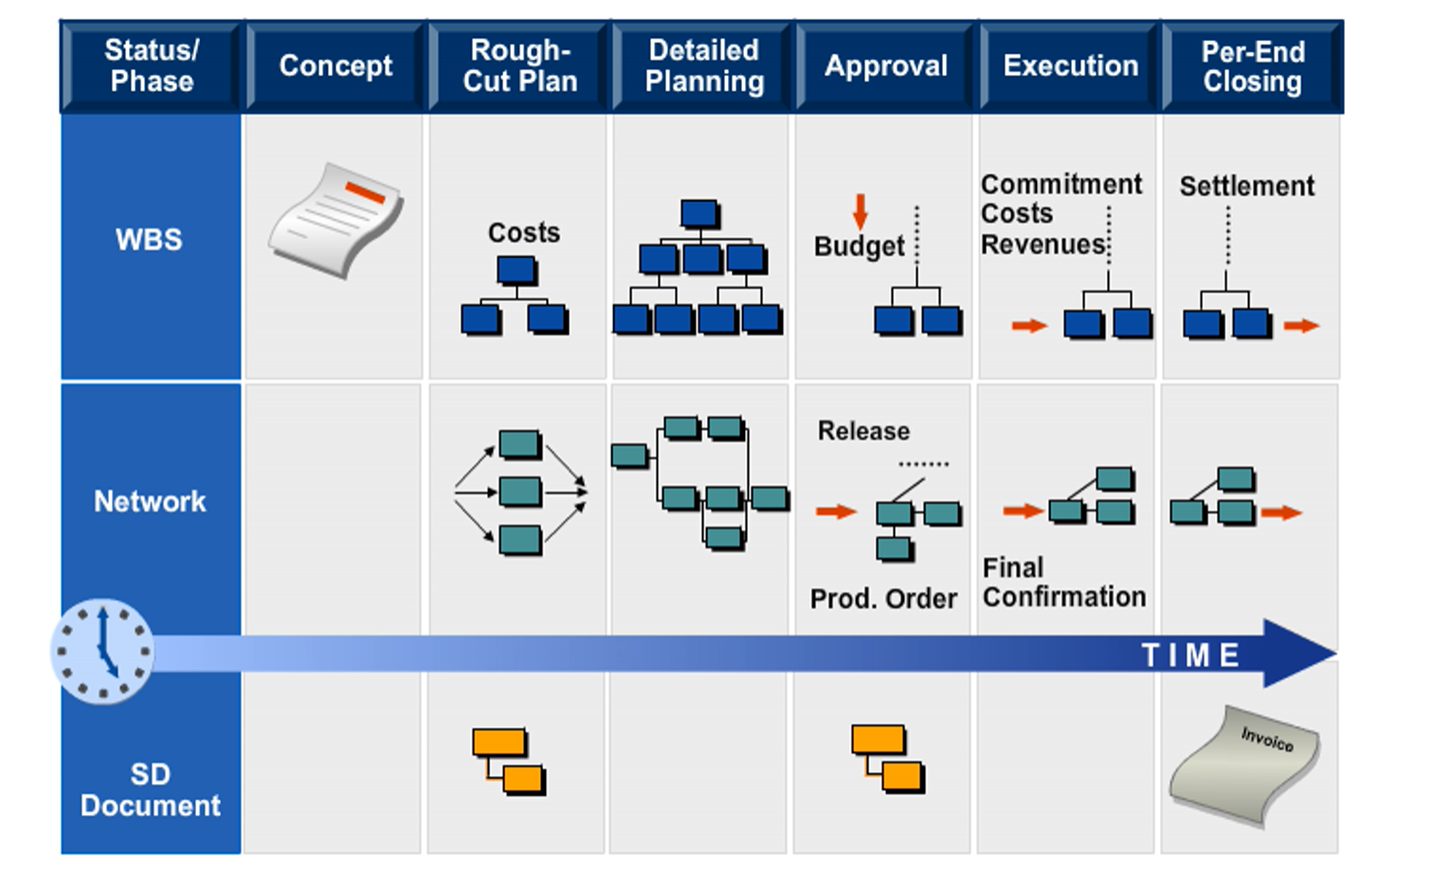 Status/
Phase
Concept
Rough-
Cut Plan
Detailed
Planning
Approval
Execution
Per-End
Closing
WBS
Costs
Budget
Commitment
Costs
Revenues
Settlement
Network
Release
Prod. Order
Final
Confirmation
TIME
SD
Document
Invoice